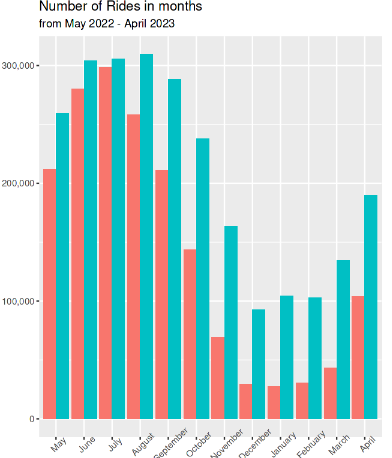 Number of Rides in months
from May 2022 - April 2023
300,000
200,000
100,000
0
May
June
July
August
September
October
November
December
January
February
March
April